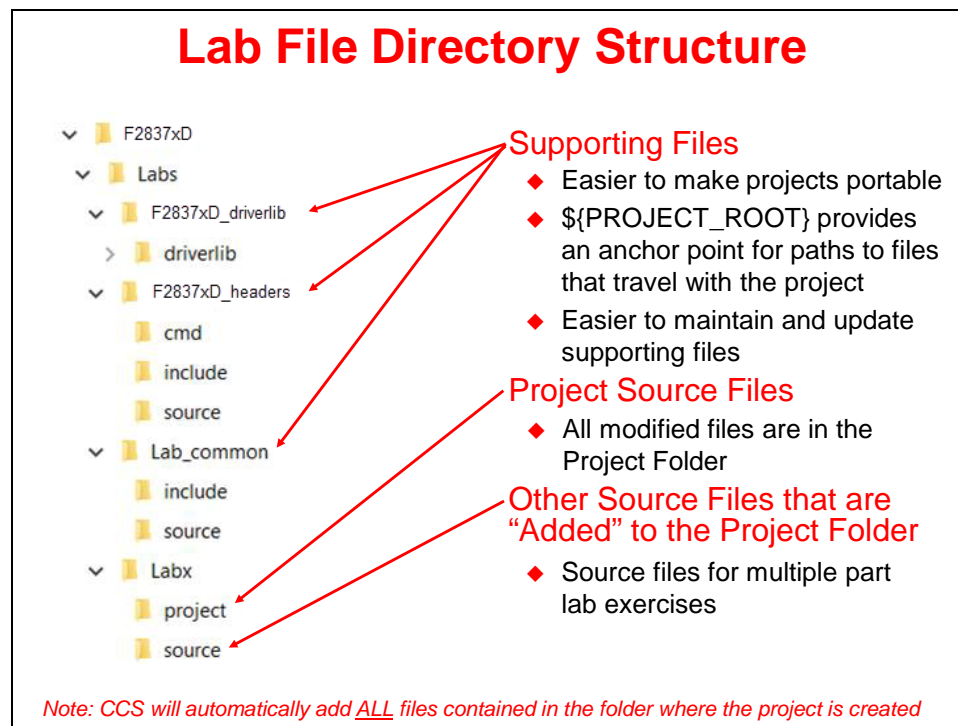 Lab File Directory Structure
F2837xD
Labs
F2837xD_driverlib
driverlib
F2837xD_headers
cmd
include
source
Lab_common
include
source
Labx
project
source
Supporting Files
Easier to make projects portable
${PROJECT_ROOT} provides
an anchor point for paths to files
that travel with the project
Easier to maintain and update
supporting files
Project Source Files
All modified files are in the
Project Folder
Other Source Files that are
“Added” to the Project Folder
Source files for multiple part
lab exercises
Note: CCS will automatically add ALL files contained in the folder where the project is created